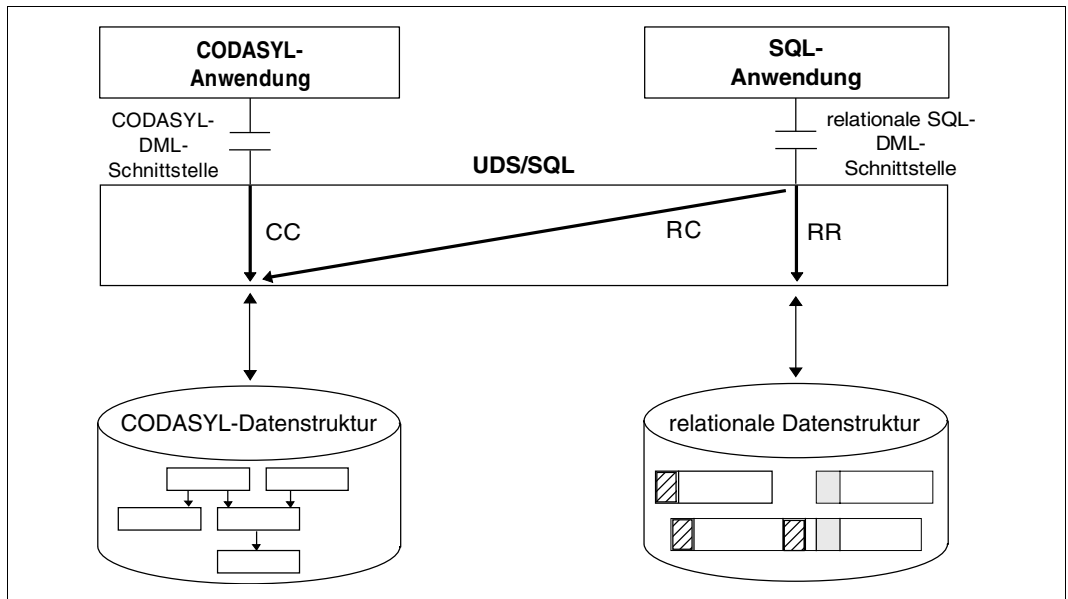 CODASYL-
Anwendung
SQL-
Anwendung
CODASYL-
DML-
Schnittstelle
relationale SQL-
DML-
Schnittstelle
UDS/SQL
CC
RC
RR
CODASYL-Datenstruktur
relationale Datenstruktur